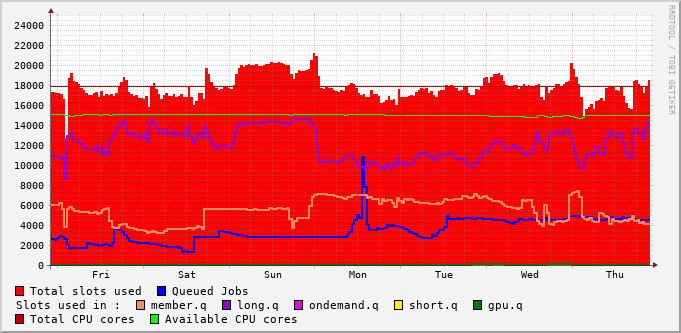 RRDTOOL / TOBI OETIKER
24000
22000
20000
18000
16000
14000
12000
10000
8000
6000
4000
2000
0
Fri Sat Sun Mon Tue Wed Thu
Total slots used Queued Jobs
Slots used in : member.q long.q ondemand.q short.q gpu.q
Total CPU cores Available CPU cores